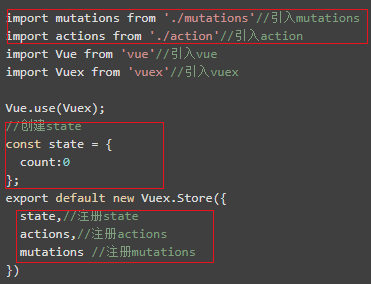 import mutations from './mutations'//引入mutations
import actions from './action'//引入action
import Vue from 'vue'//引入vue
import Vuex from 'vuex'//引入vuex
Vue.use(Vuex);
//创建state
const state = {
count:0
};
export default new Vuex.Store({
state,//注册state
actions,//注册actions
mutations //注册mutations
})